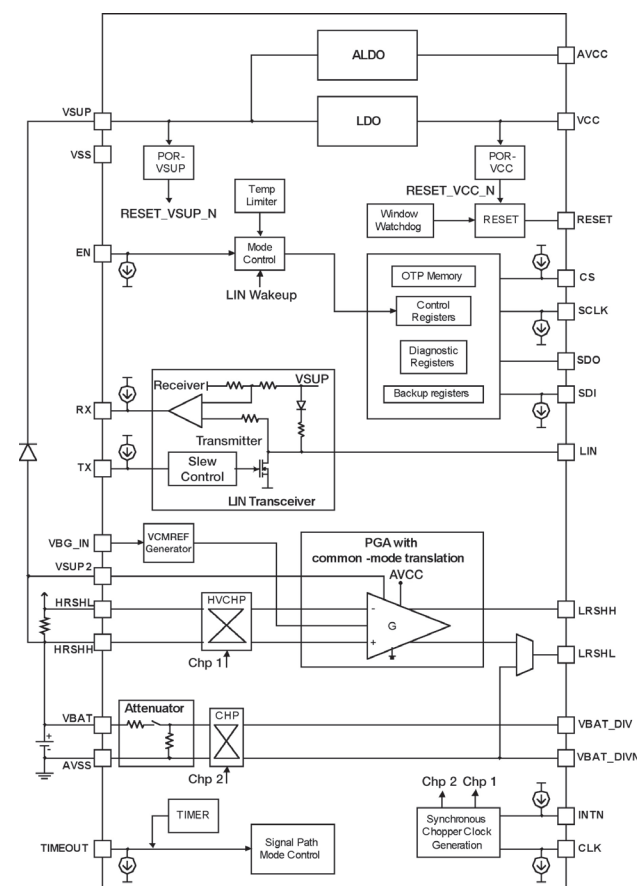 ALDO
AVCC
VSUP
LDO
VCC
VSS
POR-
VSUP
POR-
VCC
RESET_VSUP_N
RESET_VCC_N
Temp
Limiter
Window
Watchdog
RESET
RESET
EN
Mode
Control
LIN Wakeup
OTP Memory
CS
Control
Registers
SCLK
Diagnostic
Registers
SDO
Backup registers
SDI
Receiver
VSUP
RX
Transmitter
LIN
TX
Slew
Control
LIN Transceiver
VBG_IN
VCMREF
Generator
PGA with
common -mode translation
VSUP2
AVCC
HRSHL
HVCHP
-
G
+
LRSHH
HRSHH
Chp 1
LRSHL
Attenuator
VBAT
CHP
VBAT_DIV
+
-
AVSS
VBAT_DIVN
Chp 2
Chp 2 Chp 1
TIMER
INTN
Synchronous
Chopper Clock
Generation
TIMEOUT
Signal Path
Mode Control
CLK